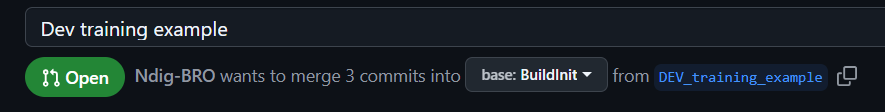 Dev training example
Open Ndig-BRO wants to merge 3 commits into base: BuildInit from DEV_training_example